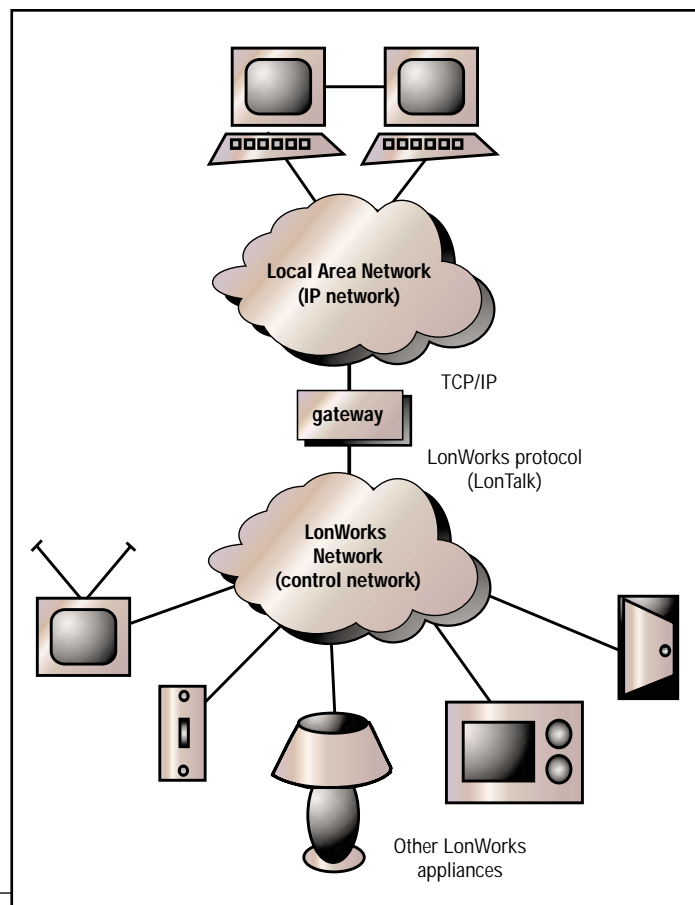 Local Area Network
(IP network)
TCP/IP
gateway
LonWorks protocol
(LonTalk)
LonWorks
Network
(control network)
Other LonWorks
appliances